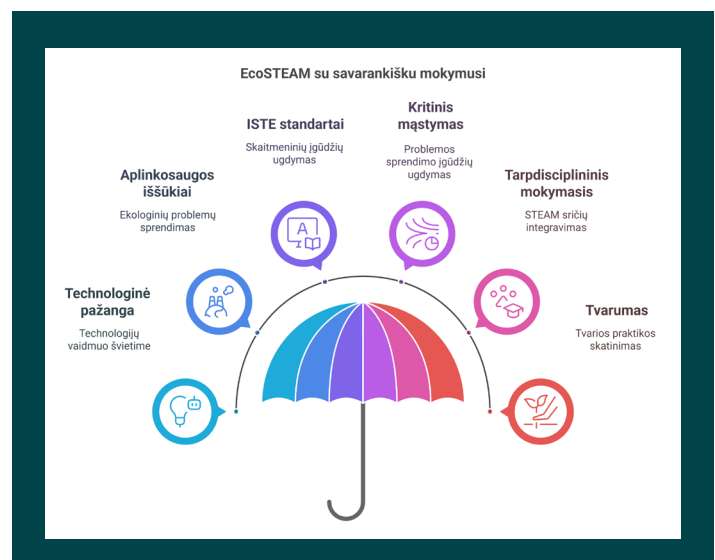 EcoSTEAM su savarankišku mokymusi
Technologinė
pažanga
Technologijų
vaidmuo švietime
Aplinkosaugos
iššūkiai
Ekologinių problemų
sprendimas
ISTE standartai
Skaitmeninių įgūdžių
ugdymas
A
Kritinis
mąstymas
Problemos
sprendimo įgūdžių
ugdymas
Tarpdisciplininis
mokymasis
STEAM sričių
integravimas
Tvarumas
Tvarios praktikos
skatinimas